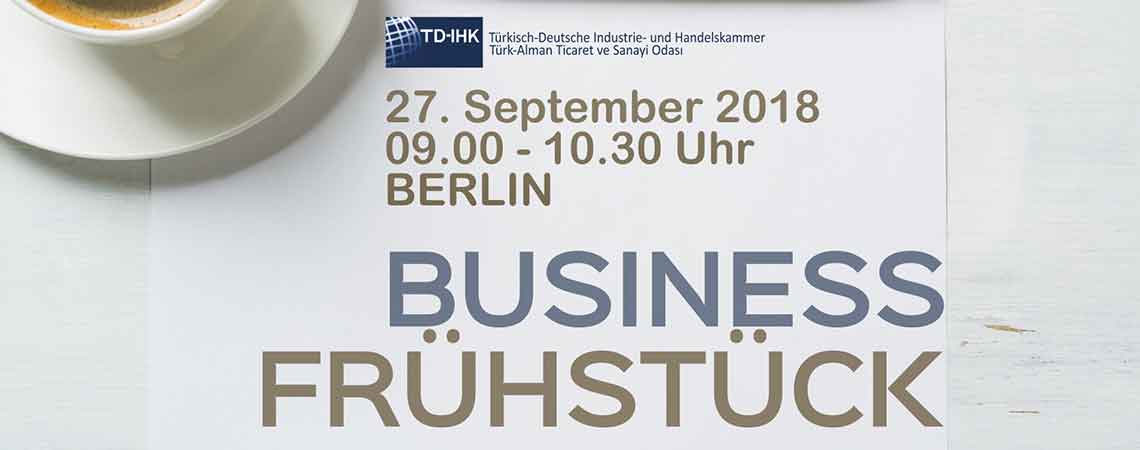 TD-IHK
Türkisch-Deutsche Industrie- und Handelskammer
Türk-Alman Ticaret ve Sanayi Odası
27. September 2018
09.00 - 10.30 Uhr
BERLIN
BUSINESS
FRÜHSTÜCK